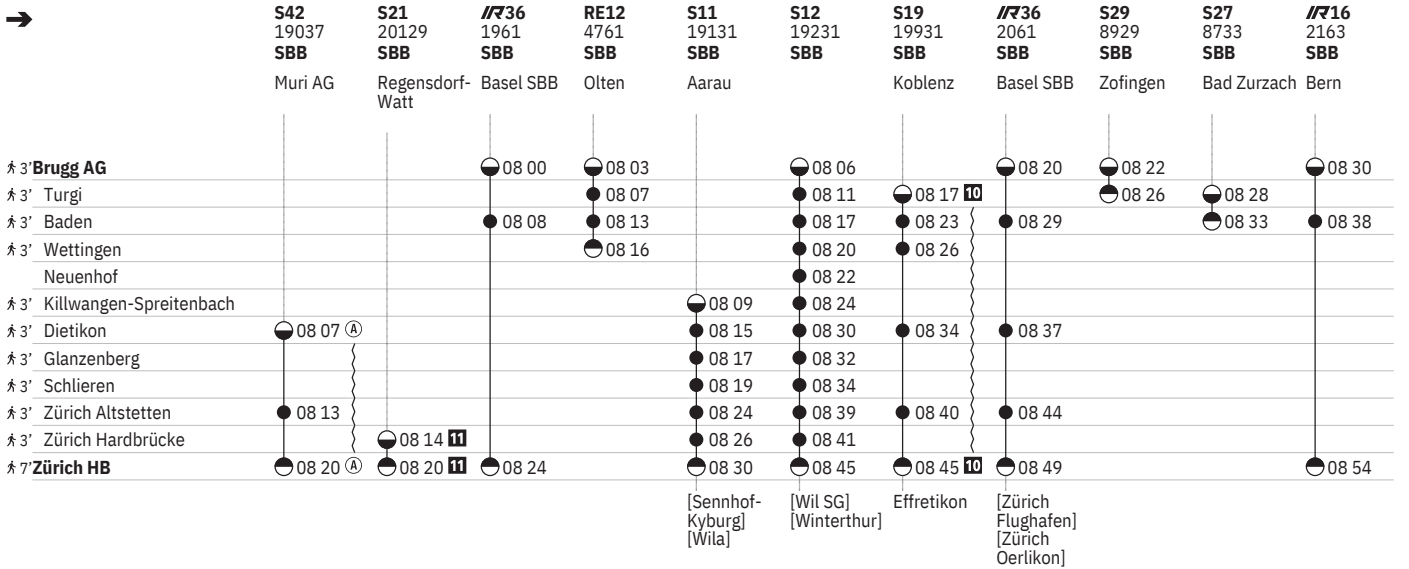 ➔ S42 S21 IR36 RE12 S11 S12 S19 IR36 S29 S27 IR16
19037 20129 1961 4761 19131 19231 19931 2061 8929 8733 2163
SBB SBB SBB SBB SBB SBB SBB SBB SBB SBB SBB
Muri AG Regensdorf- Basel SBB Olten Aarau Koblenz Basel SBB Zofingen Bad Zurzach Bern
Watt
3' Brugg AG 08 00 08 03 08 06 08 20 08 22 08 30
3' Turgi 08 07 08 11 08 17 10 08 26 08 28
3' Baden 08 08 08 13 08 17 08 23 08 29 08 33 08 38
3' Wettingen 08 16 08 20 08 26
Neuenhof 08 22
3' Killwangen-Spreitenbach 08 09 08 24
3' Dietikon 08 07 Ⓐ 08 15 08 30 08 34 08 37
3' Glanzenberg 08 17 08 32
3' Schlieren 08 19 08 34
3' Zürich Altstetten 08 13 08 24 08 39 08 40 08 44
3' Zürich Hardbrücke 08 14 11 08 26 08 41
7' Zürich HB 08 20 Ⓐ 08 20 11 08 24 08 30 08 45 08 45 10 08 49 08 54
[Sennhof- [Wil SG] Effretikon [Zürich
Kyburg] [Winterthur] Flughafen]
[Wila] [Zürich
Oerlikon]